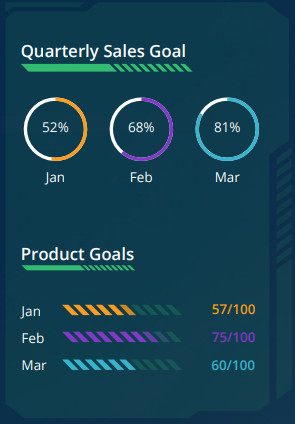 Quarterly Sales Goal
52% 68% 81%
Jan Feb Mar
Product Goals
Jan 57/100
Feb 75/100
Mar 60/100